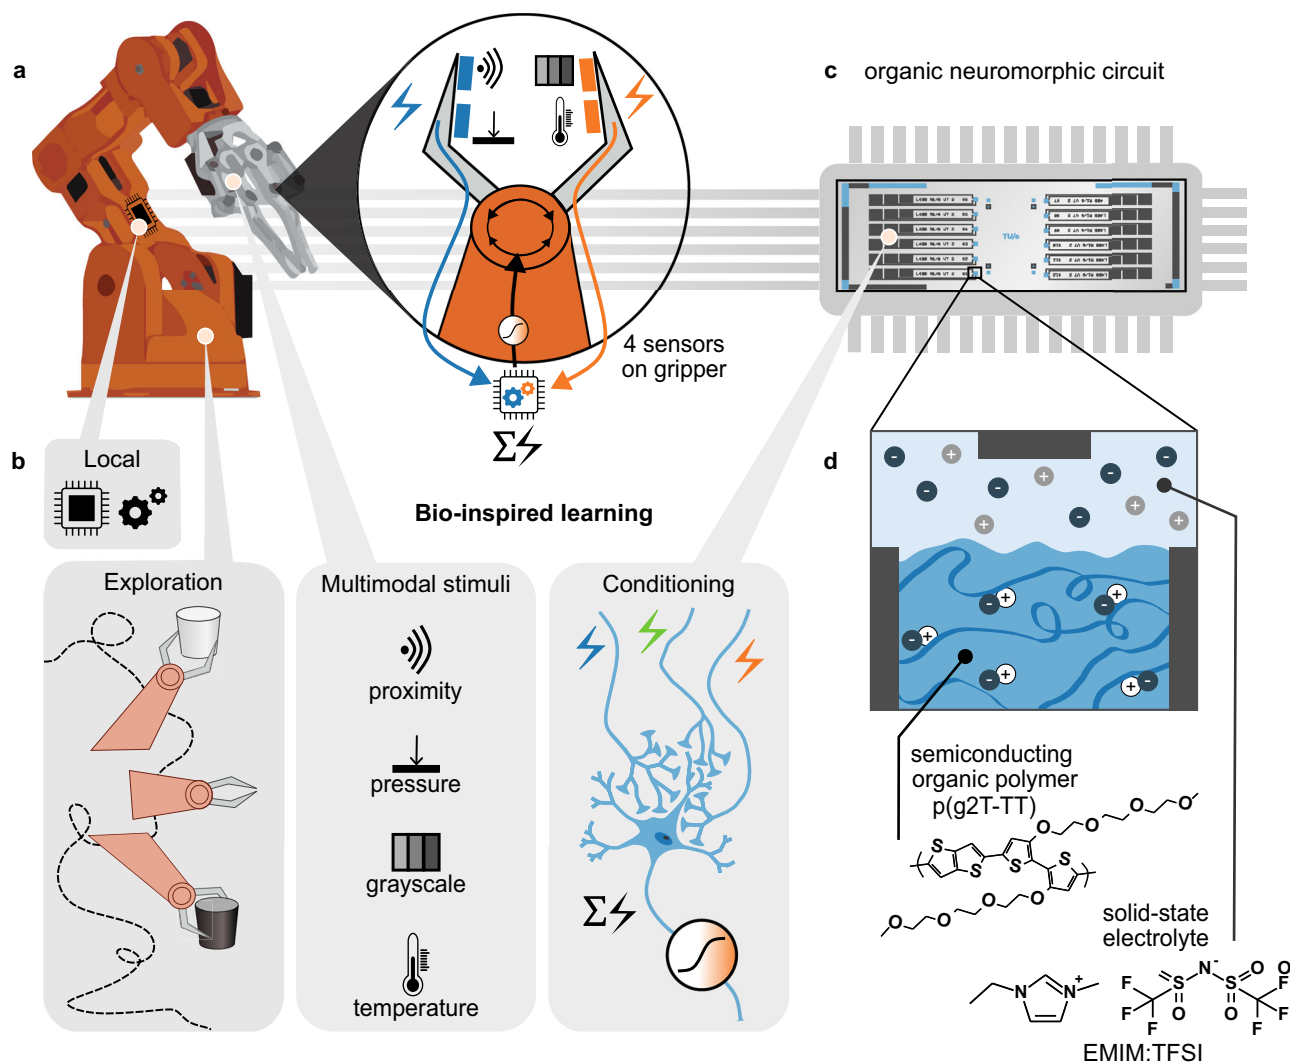 a
c organic neuromorphic circuit
TU/e
4 sensors
on gripper
Σ
b
Local
Bio-inspired learning
Exploration
Multimodal stimuli
proximity
pressure
grayscale
temperature
Conditioning
Σ
d
- + - + - - + - + +
- + - + - + - + + -
semiconducting
organic polymer
p(g2T-TT)
S S S S O O O O
O O O O
solid-state
electrolyte
N N +
F F F S O O N - S O O F F F
EMIM:TFSI